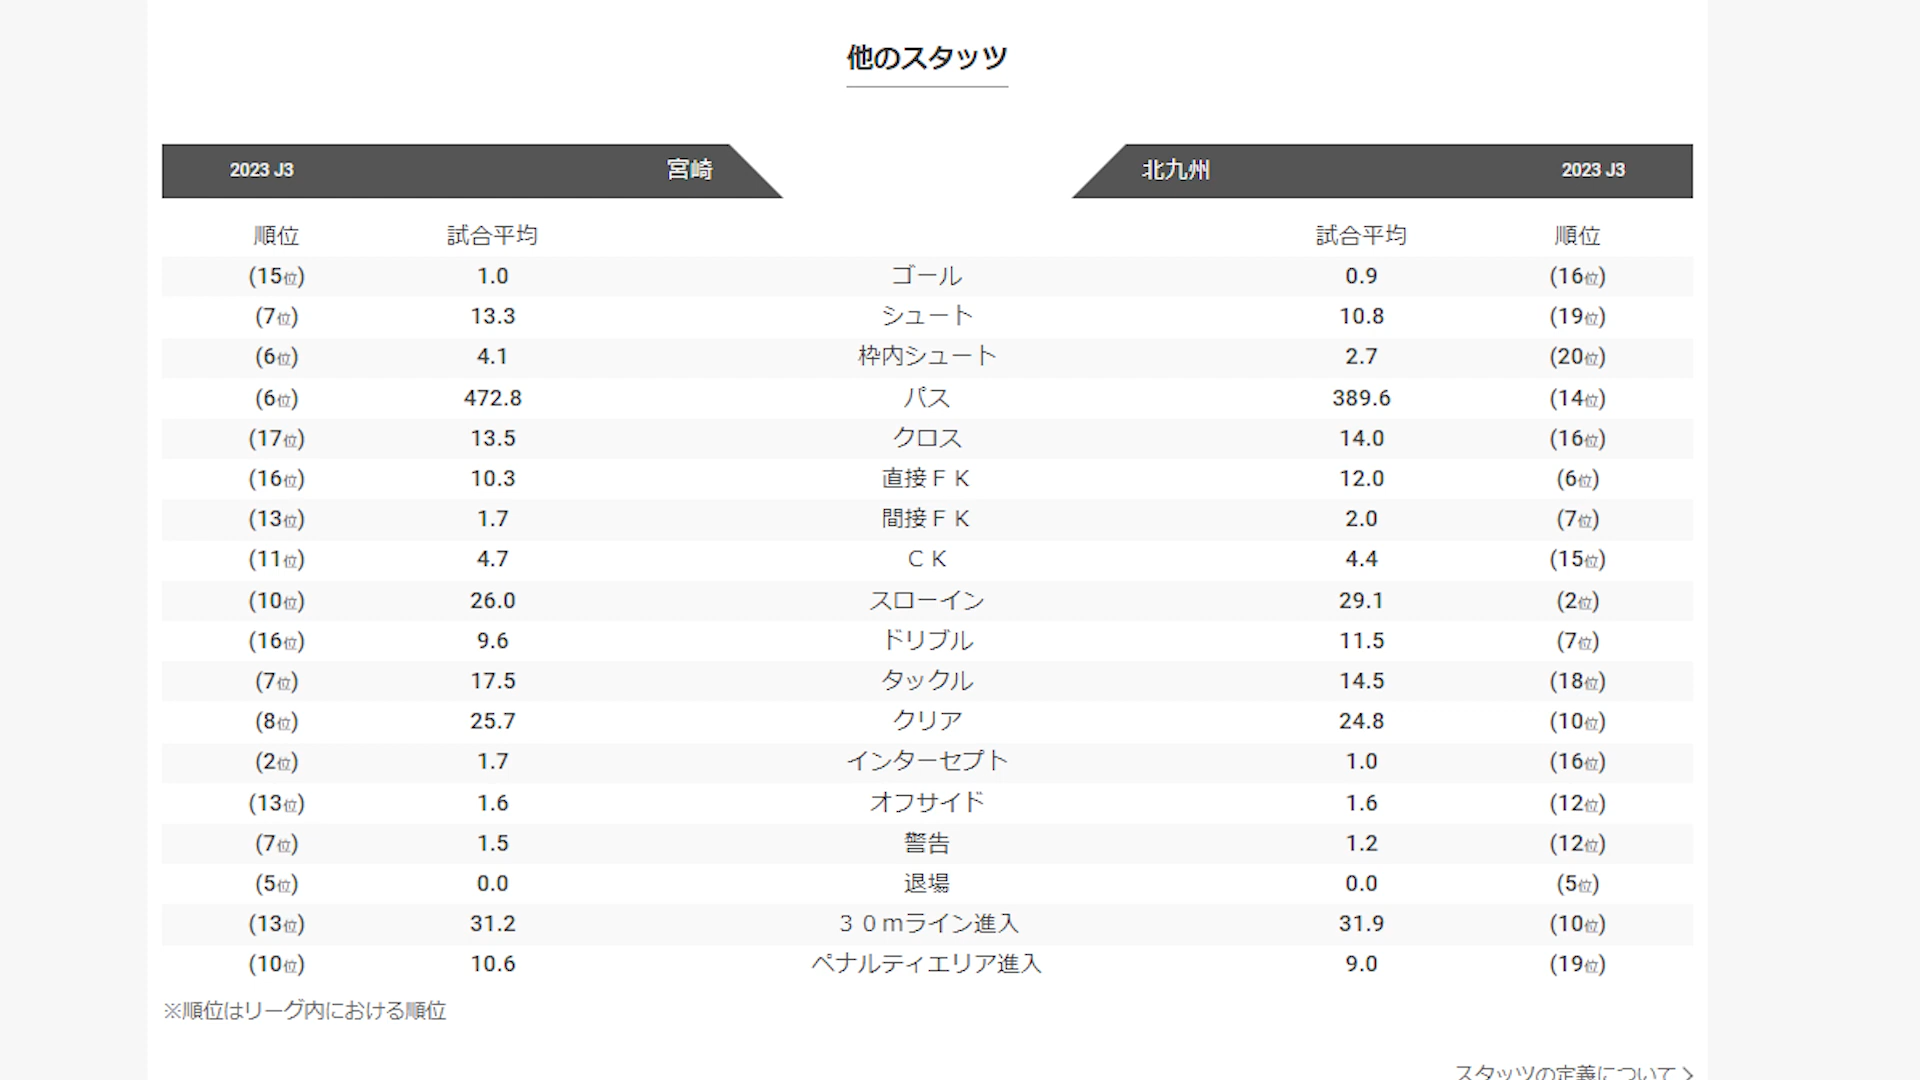 他のスタッツ
2023 J3 宮崎 北九州 2023 J3
順位 試合平均 試合平均 順位
(15位) 1.0 ゴール 0.9 (16位)
(7位) 13.3 シュート 10.8 (19位)
(6位) 4.1 枠内シュート 2.7 (20位)
(6位) 472.8 パス 389.6 (14位)
(17位) 13.5 クロス 14.0 (16位)
(16位) 10.3 直接ＦＫ 12.0 (6位)
(13位) 1.7 間接ＦＫ 2.0 (7位)
(11位) 4.7 ＣＫ 4.4 (15位)
(10位) 26.0 スローイン 29.1 (2位)
(16位) 9.6 ドリブル 11.5 (7位)
(7位) 17.5 タックル 14.5 (18位)
(8位) 25.7 クリア 24.8 (10位)
(2位) 1.7 インターセプト 1.0 (16位)
(13位) 1.6 オフサイド 1.6 (12位)
(7位) 1.5 警告 1.2 (12位)
(5位) 0.0 退場 0.0 (5位)
(13位) 31.2 ３０ｍライン進入 31.9 (10位)
(10位) 10.6 ペナルティエリア進入 9.0 (19位)
※順位はリーグ内における順位
スタッツの定義について